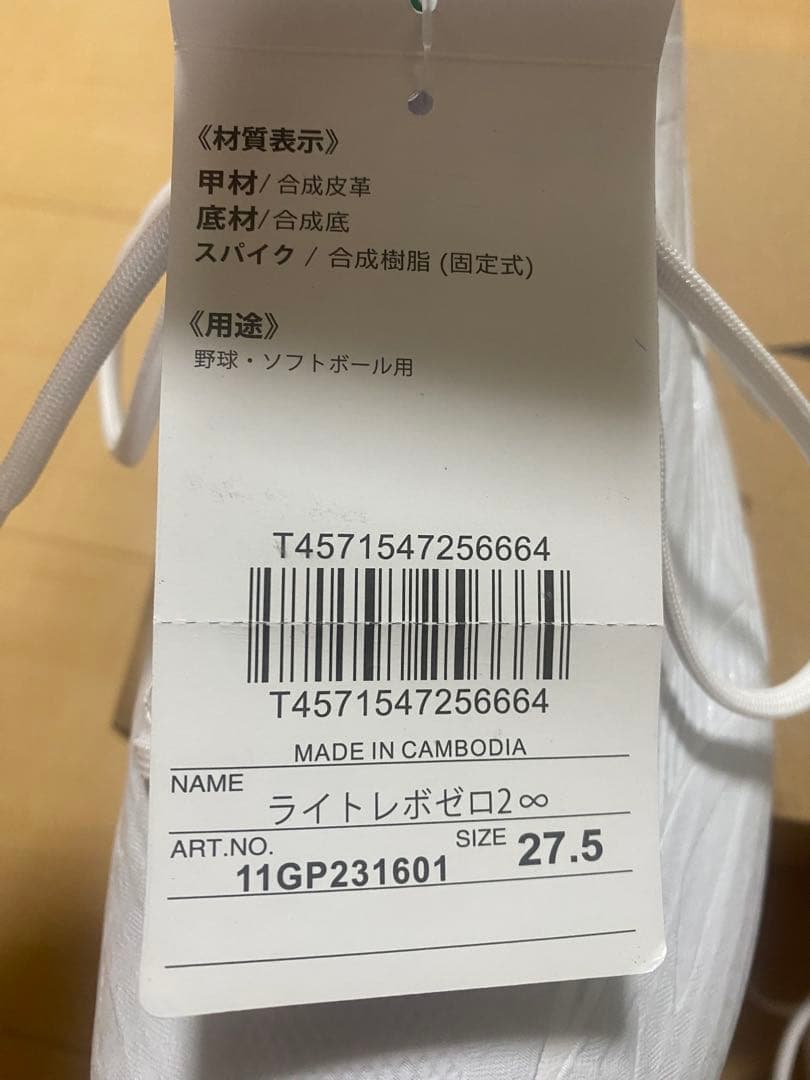 《材質表示》
甲材/合成皮革
底材/合成底
スパイク / 合成樹脂 (固定式)
《用途》
野球・ソフトボール用
T4571547256664
T4571547256664
MADE IN CAMBODIA
NAME ライトレボゼロ2∞
ART.NO. 11GP231601 SIZE 27.5